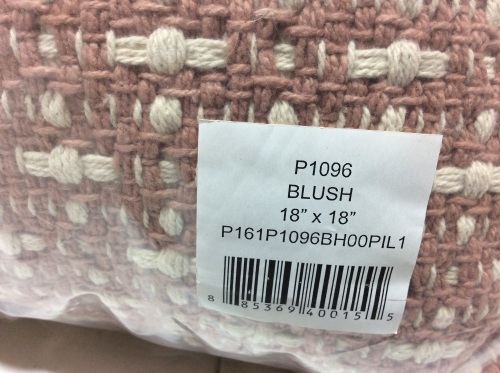 P1096
BLUSH
18” x 18”
P161P1096BH00PIL1
8 85369 40015 5